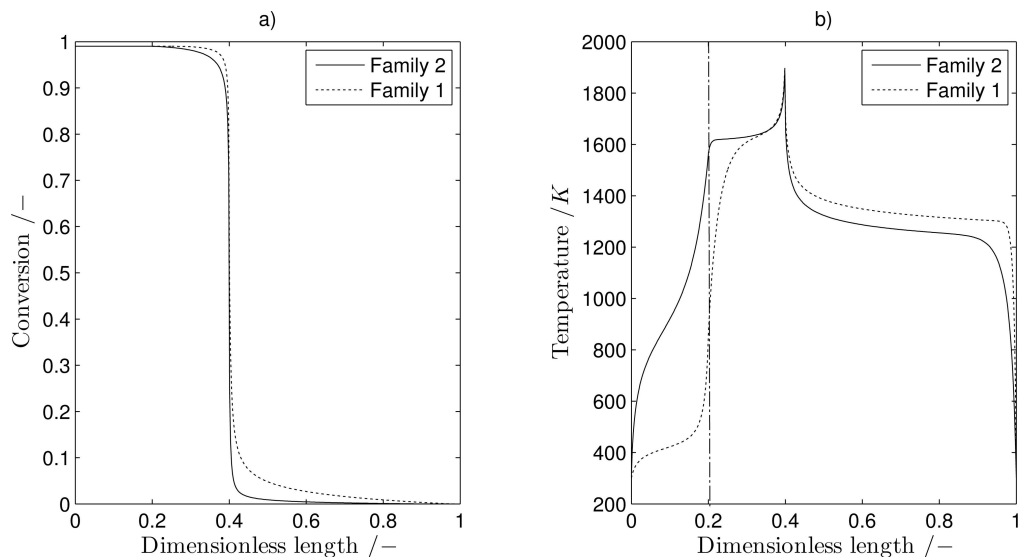 a)
1
0.9
0.8
0.7
0.6
0.5
0.4
0.3
0.2
0.1
0
0 0.2 0.4 0.6 0.8 1
Conversion /−
Dimensionless length /−
Family 2
Family 1
b)
2000
1800
1600
1400
1200
1000
800
600
400
200
0 0.2 0.4 0.6 0.8 1
Temperature /K
Dimensionless length /−
Family 2
Family 1